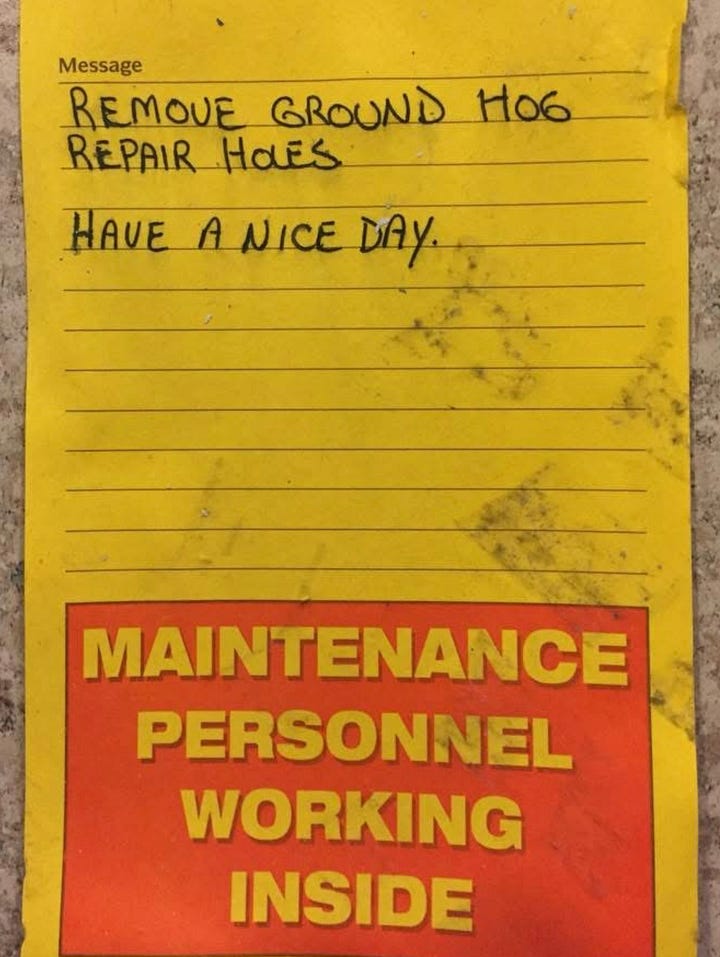 Message
REMOVE GROUND HOG
REPAIR HOLES
HAVE A NICE DAY.
MAINTENANCE
PERSONNEL
WORKING
INSIDE